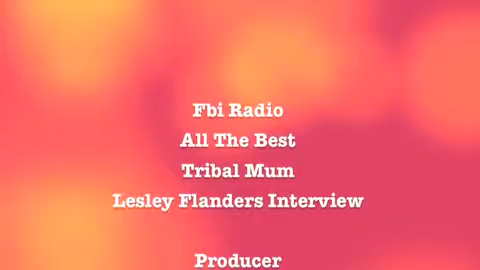 Fbi Radio
All The Best
Tribal Mum
Lesley Flanders Interview
Producer